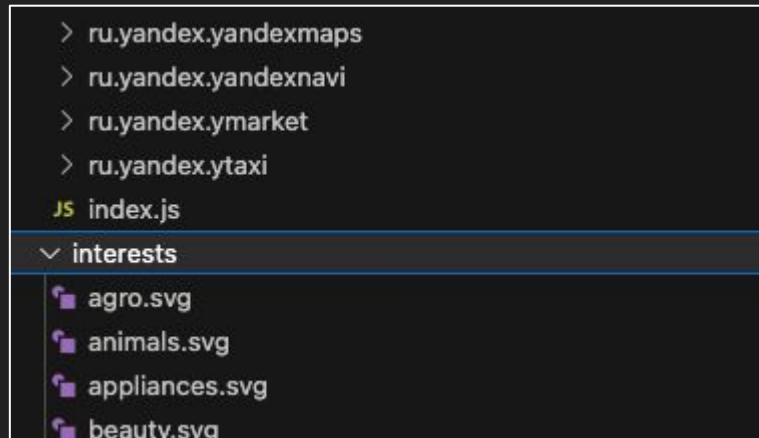 ru.yandex.yandexmaps
ru.yandex.yandexnavi
ru.yandex.ymarket
ru.yandex.ytaxi
JS index.js
interests
agro.svg
animals.svg
appliances.svg
beauty.svg